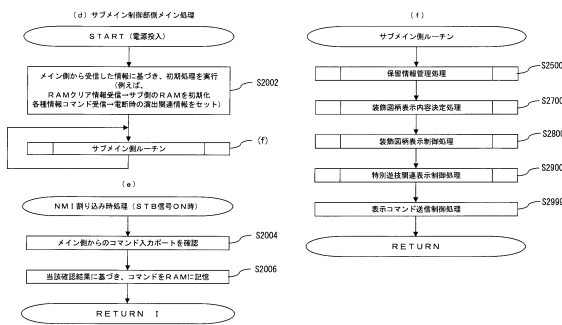 (d) サブメイン制御部側メイン処理
START(電源投入)
メイン側から受信した情報に基づき、初期処理を実行
(例えば、
RAMクリア情報受信→サブ側のRAMを初期化
各種情報コマンド受信→電断時の演出関連情報をセット)
S2002
サブメイン側ルーチン
(f)
(e)
NMI割り込み時処理(STB信号ON時)
メイン側からのコマンド入力ポートを確認
S2004
当該確認結果に基づき、コマンドをRAMに記憶
S2006
RETURN I
(f)
サブメイン側ルーチン
保留情報管理処理
S2500
装飾図柄表示内容決定処理
S2700
装飾図柄表示制御処理
S2800
特別遊技関連表示制御処理
S2900
表示コマンド送信制御処理
S2999
RETURN